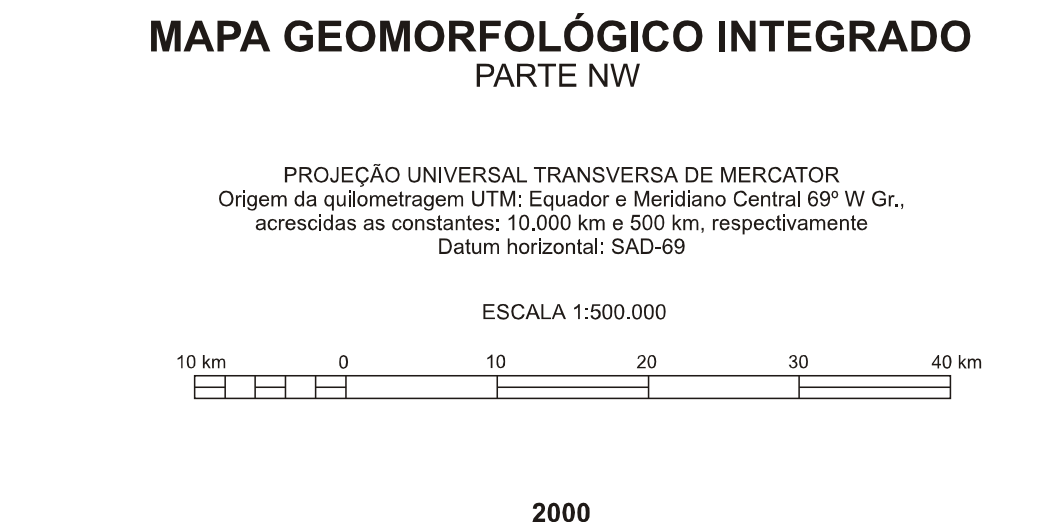 MAPA GEOMORFOLÓGICO INTEGRADO
PARTE NW
PROJEÇÃO UNIVERSAL TRANSVERSA DE MERCATOR
Origem da quilometragem UTM: Equador e Meridiano Central 69º W Gr.,
acrescidas as constantes: 10.000 km e 500 km, respectivamente
Datum horizontal: SAD-69
ESCALA 1:500.000
10 km 0 10 20 30 40 km
2000